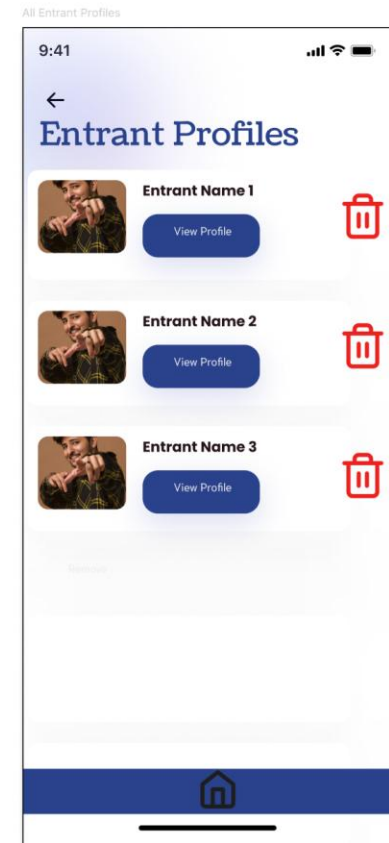 All Entrant Profiles
9:41
Entrant Profiles
Entrant Name 1
View Profile
Entrant Name 2
View Profile
Entrant Name 3
View Profile